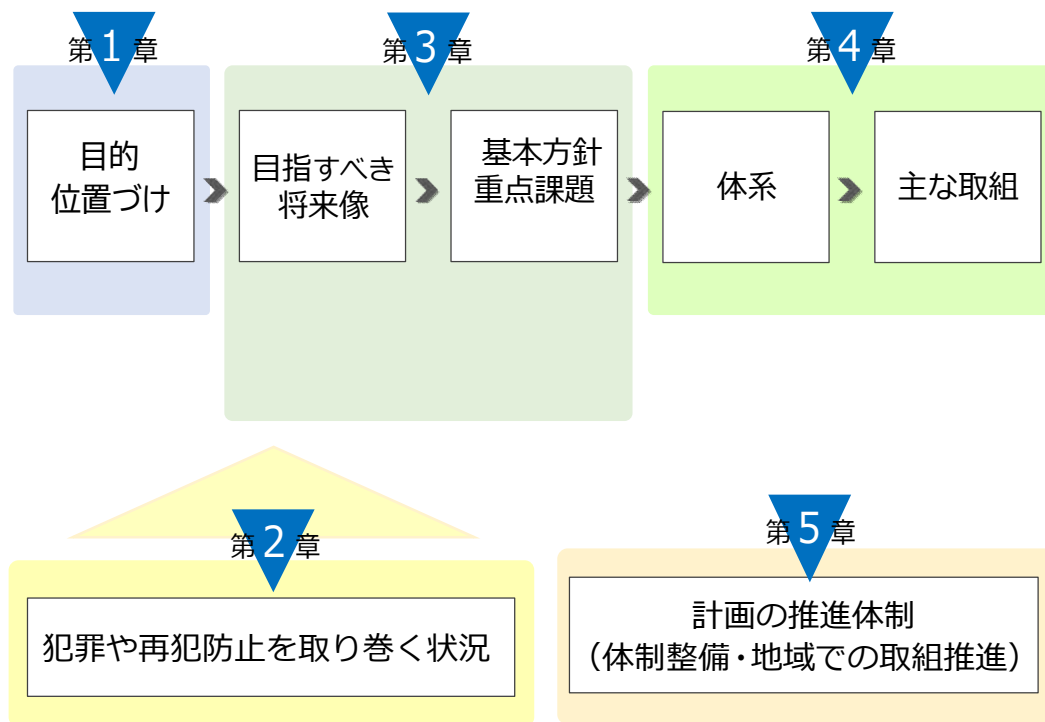 第1章
目的
位置づけ
第3章
目指すべき
将来像
基本方針
重点課題
第4章
体系
主な取組
第2章
犯罪や再犯防止を取り巻く状況
第5章
計画の推進体制
（体制整備・地域での取組推進）